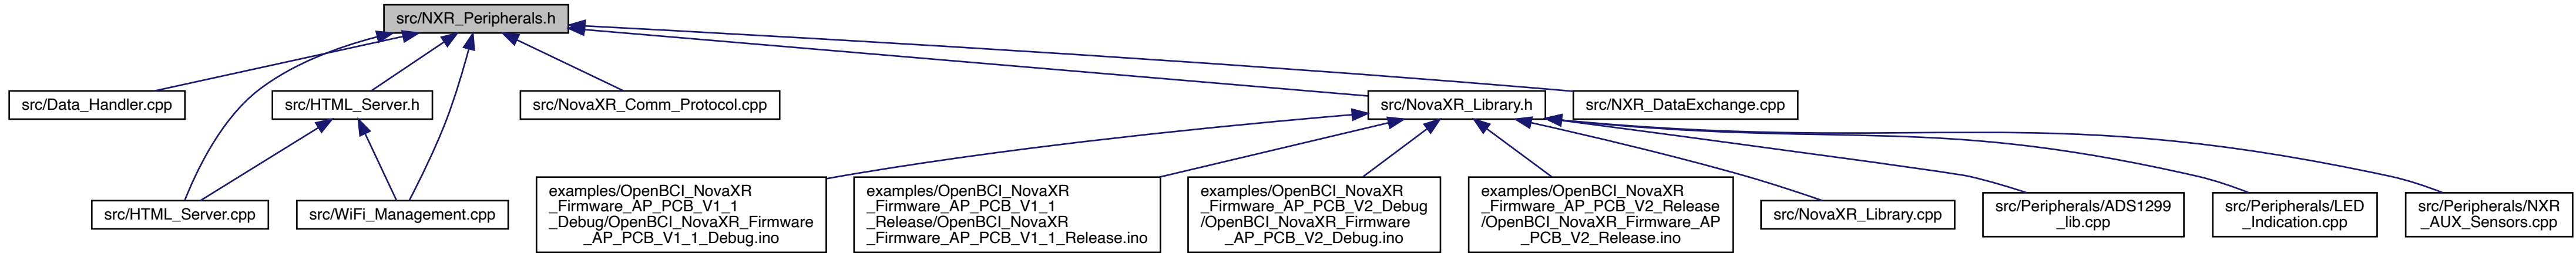 src/NXR_Peripherals.h
src/Data_Handler.cpp
src/HTML_Server.h
src/NovaXR_Comm_Protocol.cpp
src/NovaXR_Library.h
src/NXR_DataExchange.cpp
src/HTML_Server.cpp
src/WiFi_Management.cpp
examples/OpenBCI_NovaXR
_Firmware_AP_PCB_V1_1
_Debug/OpenBCI_NovaXR_Firmware
_AP_PCB_V1_1_Debug.ino
examples/OpenBCI_NovaXR
_Firmware_AP_PCB_V1_1
_Release/OpenBCI_NovaXR
_Firmware_AP_PCB_V1_1_Release.ino
examples/OpenBCI_NovaXR
_Firmware_AP_PCB_V2_Debug
/OpenBCI_NovaXR_Firmware
_AP_PCB_V2_Debug.ino
examples/OpenBCI_NovaXR
_Firmware_AP_PCB_V2_Release
/OpenBCI_NovaXR_Firmware_AP
_PCB_V2_Release.ino
src/NovaXR_Library.cpp
src/Peripherals/ADS1299
_lib.cpp
src/Peripherals/LED
_Indication.cpp
src/Peripherals/NXR
_AUX_Sensors.cpp